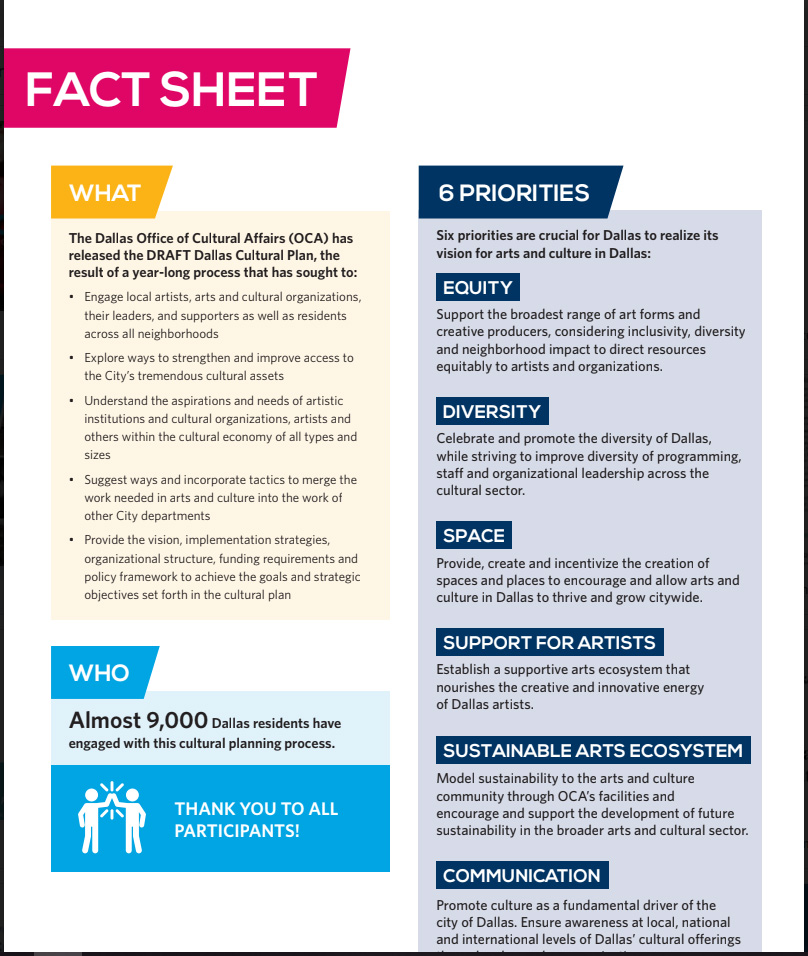 FACT SHEET
WHAT
The Dallas Office of Cultural Affairs (OCA) has
released the DRAFT Dallas Cultural Plan, the
result of a year-long process that has sought to:
• Engage local artists, arts and cultural organizations,
their leaders, and supporters as well as residents
across all neighborhoods
• Explore ways to strengthen and improve access to
the City's tremendous cultural assets
• Understand the aspirations and needs of artistic
institutions and cultural organizations, artists and
others within the cultural economy of all types and
sizes
• Suggest ways and incorporate tactics to merge the
work needed in arts and culture into the work of
other City departments
• Provide the vision, implementation strategies,
organizational structure, funding requirements and
policy framework to achieve the goals and strategic
objectives set forth in the cultural plan
WHO
Almost 9,000 Dallas residents have
engaged with this cultural planning process.
THANK YOU TO ALL
PARTICIPANTS!
6 PRIORITIES
Six priorities are crucial for Dallas to realize its
vision for arts and culture in Dallas:
EQUITY
Support the broadest range of art forms and
creative producers, considering inclusivity, diversity
and neighborhood impact to direct resources
equitably to artists and organizations.
DIVERSITY
Celebrate and promote the diversity of Dallas,
while striving to improve diversity of programming,
staff and organizational leadership across the
cultural sector.
SPACE
Provide, create and incentivize the creation of
spaces and places to encourage and allow arts and
culture in Dallas to thrive and grow citywide.
SUPPORT FOR ARTISTS
Establish a supportive arts ecosystem that
nourishes the creative and innovative energy
of Dallas artists.
SUSTAINABLE ARTS ECOSYSTEM
Model sustainability to the arts and culture
community through OCA's facilities and
encourage and support the development of future
sustainability in the broader arts and cultural sector.
COMMUNICATION
Promote culture as a fundamental driver of the
city of Dallas. Ensure awareness at local, national
and international levels of Dallas' cultural offerings